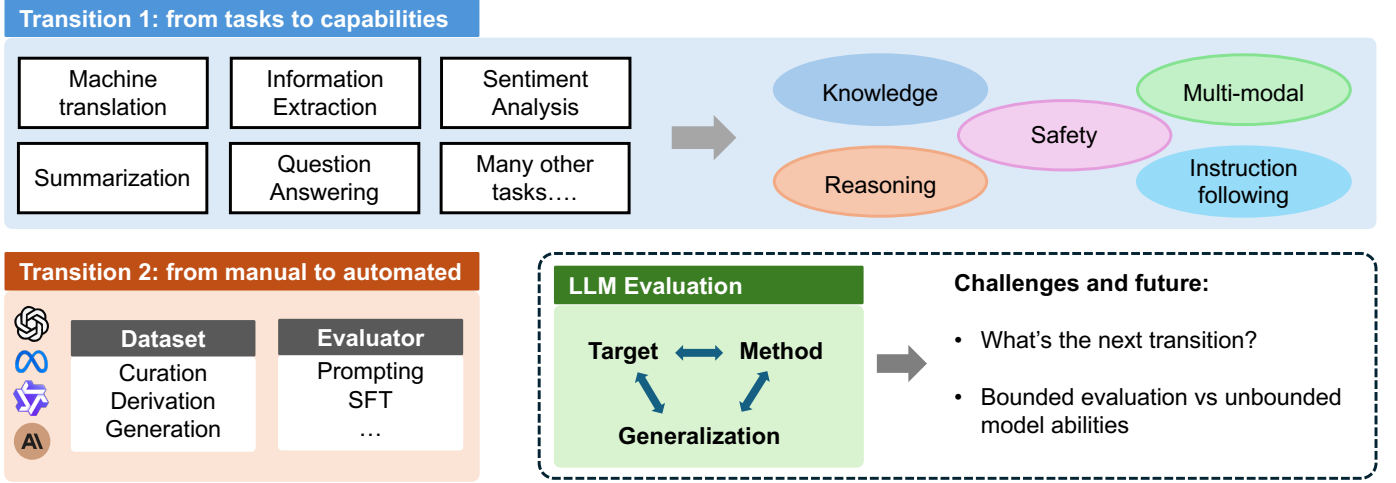 Transition 1: from tasks to capabilities
Machine
translation
Information
Extraction
Sentiment
Analysis
Summarization
Question
Answering
Many other
tasks….
Knowledge
Multi-modal
Safety
Reasoning
Instruction
following
Transition 2: from manual to automated
Dataset
Curation
Derivation
Generation
Evaluator
Prompting
SFT
…
AI
LLM Evaluation
Target
Method
Generalization
Challenges and future:
• What's the next transition?
• Bounded evaluation vs unbounded
model abilities